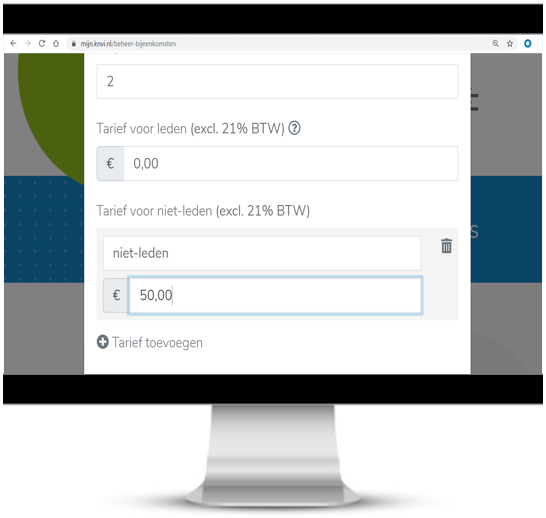 mijn.knvi.nl/beheer-bijeenkomsten
2
Tarief voor leden (excl. 21% BTW)
€ 0,00
Tarief voor niet-leden (excl. 21% BTW)
niet-leden
€ 50,00
Tarief toevoegen